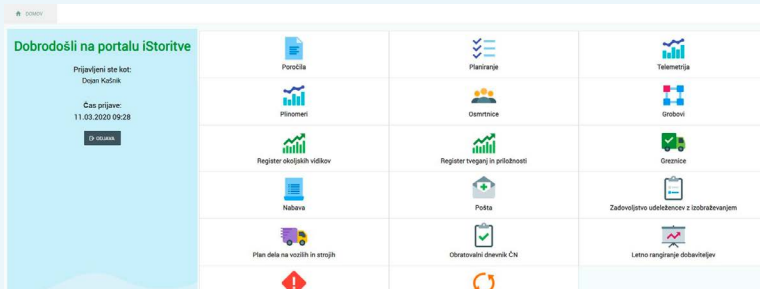 DOMOV
Dobrodošli na portalu iStoritve
Prijavljeni ste kot:
Dejan Kašnik
Čas prijave:
11.03.2020 09:28
ODJAVA
Poročila
Planiranje
Telemetrija
Plinomeri
Osmrtnice
Grobovi
Register okoljskih vidikov
Register tveganj in priložnosti
Greznice
Nabava
Pošta
Zadovoljstvo udeležencev z izobraževanjem
Plan dela na vozilih in strojih
Obratovalni dnevnik ČN
Letno rangiranje dobaviteljev